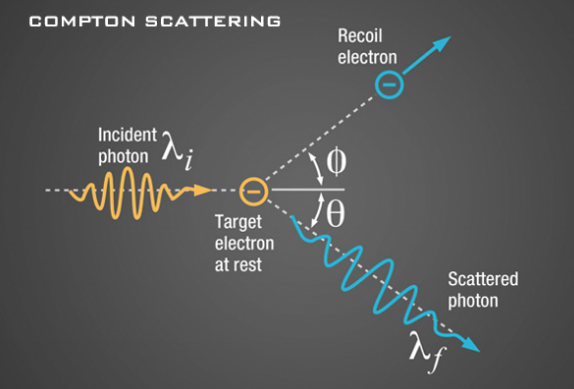 COMPTON SCATTERING
Recoil
electron
Incident
photon λi
ϕ
θ
Target
electron
at rest
Scattered
photon
λf